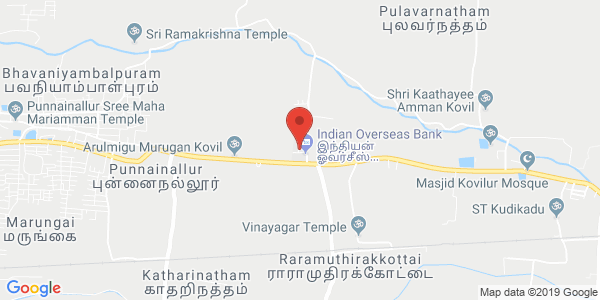 Pulavarnatham
புலவர்நத்தம்
Sri Ramakrishna Temple
Bhavaniyambalpuram
பவநியாம்பாள்புரம்
Shri Kaathayee
Amman Kovil
Punnainallur Sree Maha
Mariamman Temple
Indian Overseas Bank
இந்தியன்
ஓவர்சீஸ்...
Arulmigu Murugan Kovil
Punnainallur
புன்னைநல்லூர்
Masjid Kovilur Mosque
ST Kudikadu
Marungai
மருங்கை
Vinayagar Temple
Raramuthirakkottai
ராராமுதிரக்கோட்டை
Katharinatham
காதறிநத்தம்
Google
Map data ©2019 Google